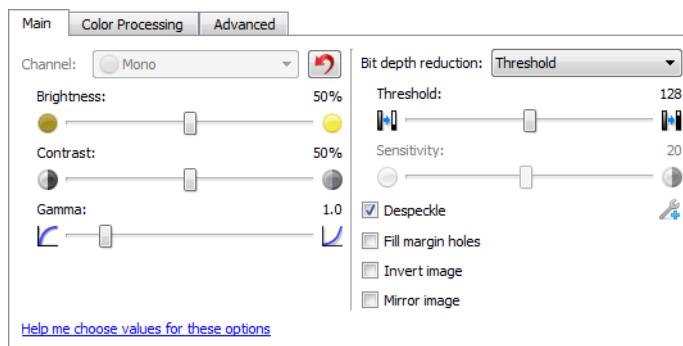 Main Color Processing Advanced
Channel: Mono
Brightness: 50%
Contrast: 50%
Gamma: 1.0
Help me choose values for these options
Bit depth reduction: Threshold
Threshold: 128
Sensitivity: 20
Despeckle
Fill margin holes
Invert image
Mirror image